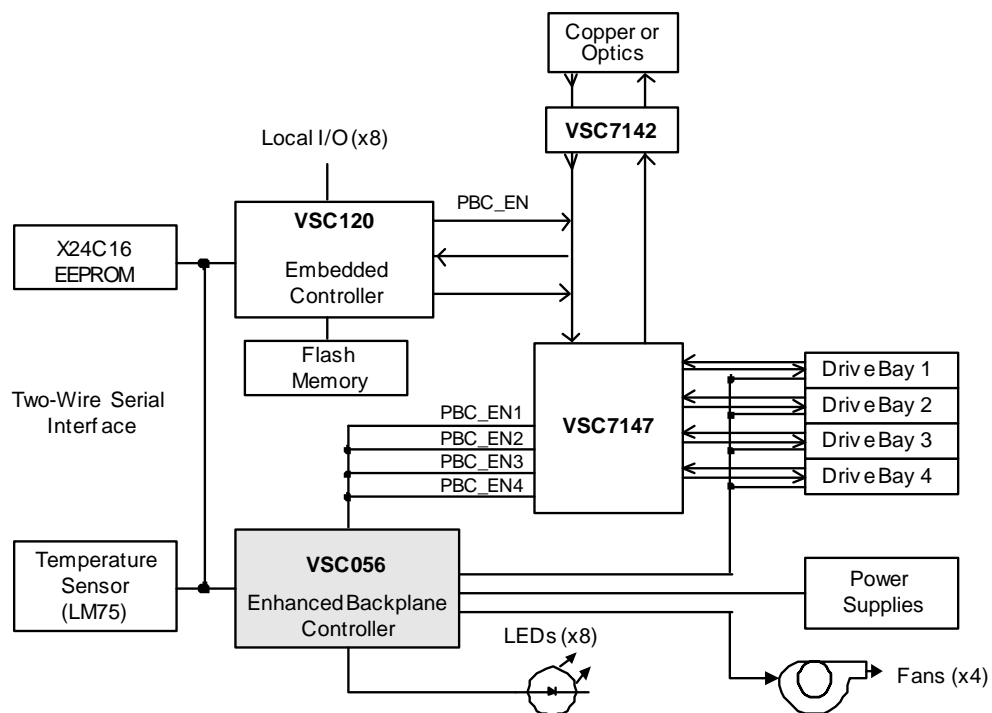 Copper or
Optics
VSC7142
Local I/O (x8)
PBC_EN
VSC120
Embedded
Controller
X24C16
EEPROM
Flash
Memory
Two-Wire Serial
Interface
PBC_EN1
PBC_EN2
PBC_EN3
PBC_EN4
VSC7147
Drive Bay 1
Drive Bay 2
Drive Bay 3
Drive Bay 4
Temperature
Sensor
(LM75)
VSC056
Enhanced Backplane
Controller
Power
Supplies
LEDs (x8)
Fans (x4)